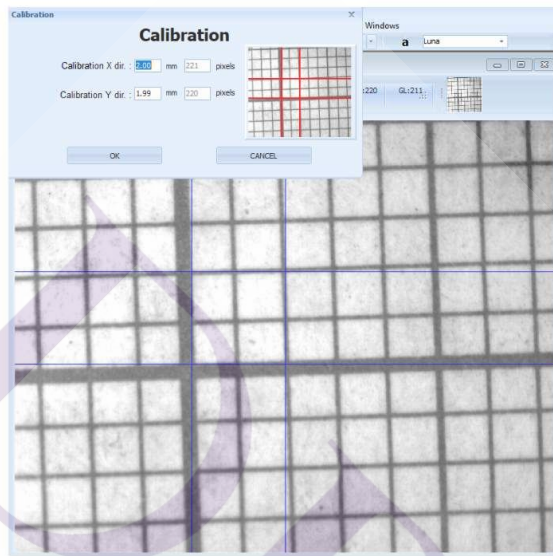 Calibration
X
Windows
Calibration
a Luna
Calibration X dir. : 2.00 mm 221 pixels
Calibration Y dir. : 1.99 mm 220 pixels
:220 GL:211
OK CANCEL